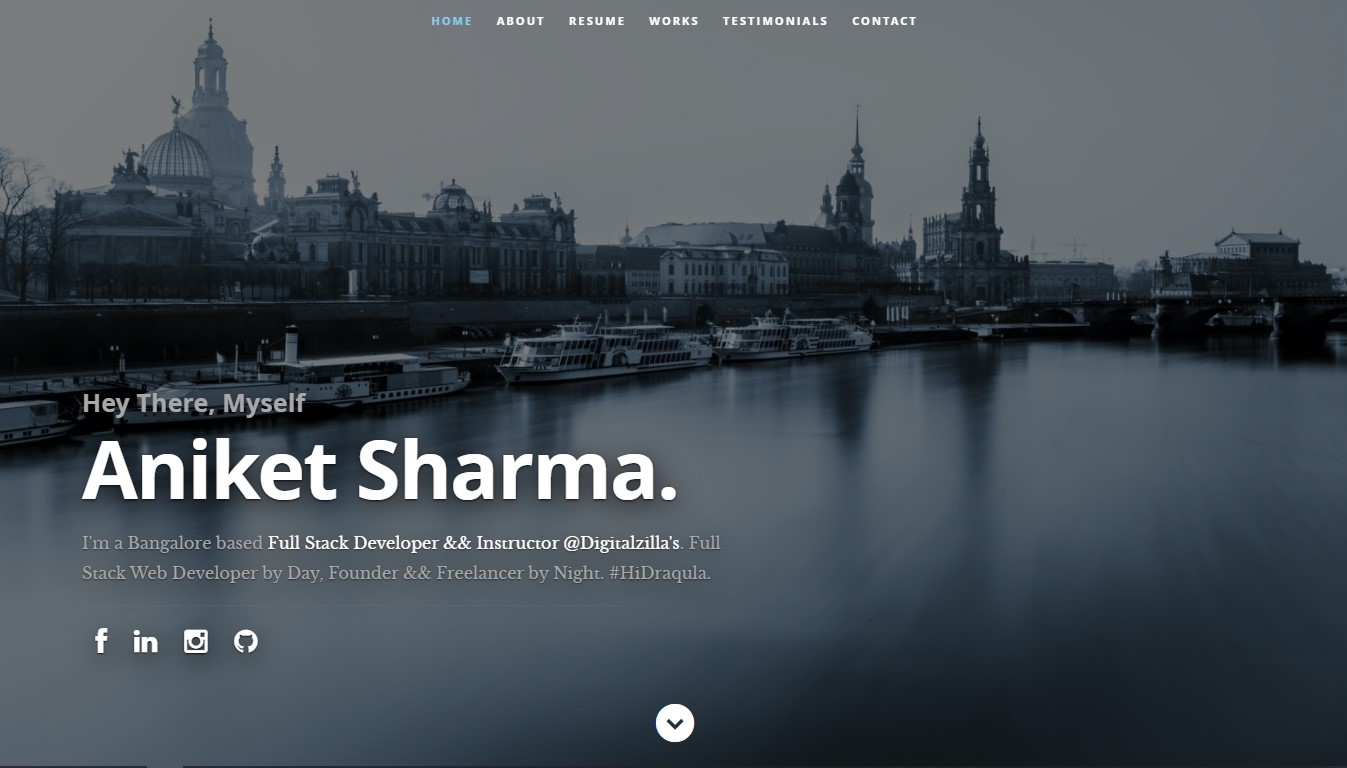 HOME ABOUT RESUME WORKS TESTIMONIALS CONTACT
Hey There, Myself
Aniket Sharma.
I'm a Bangalore based Full Stack Developer && Instructor @Digitalzilla's. Full
Stack Web Developer by Day, Founder && Freelancer by Night. #HiDraqula.